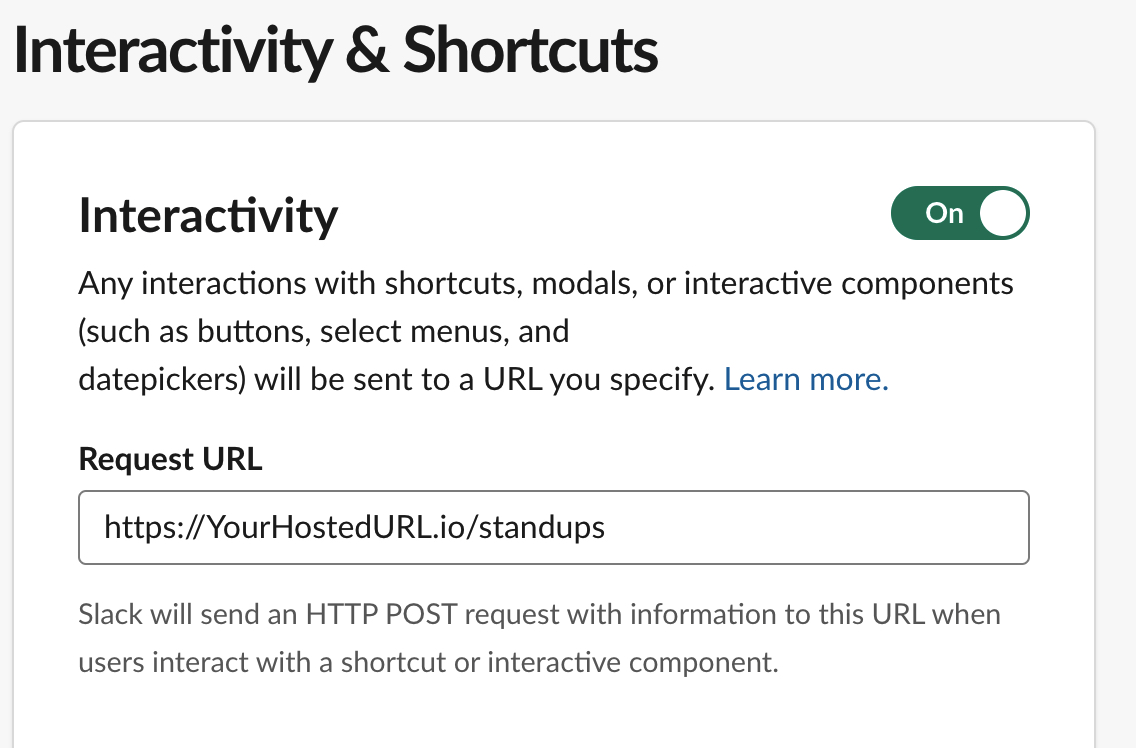 Interactivity & Shortcuts
Interactivity
On
Any interactions with shortcuts, modals, or interactive components
(such as buttons, select menus, and
datepickers) will be sent to a URL you specify. Learn more.
Request URL
https://YourHostedURL.io/standups
Slack will send an HTTP POST request with information to this URL when
users interact with a shortcut or interactive component.